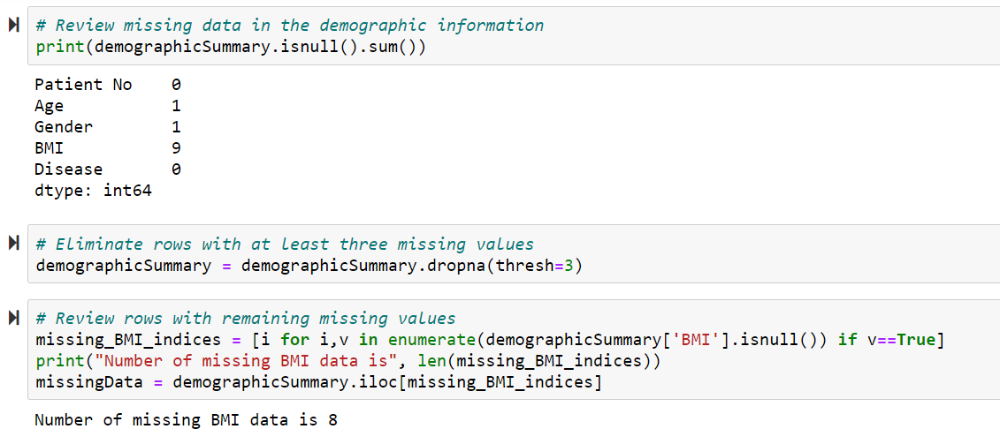 # Review missing data in the demographic information
print(demographicSummary.isnull().sum())
Patient No    0
Age           1
Gender        1
BMI           9
Disease       0
dtype: int64
# Eliminate rows with at least three missing values
demographicSummary = demographicSummary.dropna(thresh=3)
# Review rows with remaining missing values
missing_BMI_indices = [i for i,v in enumerate(demographicSummary['BMI'].isnull()) if v==True]
print("Number of missing BMI data is", len(missing_BMI_indices))
missingData = demographicSummary.iloc[missing_BMI_indices]
Number of missing BMI data is 8